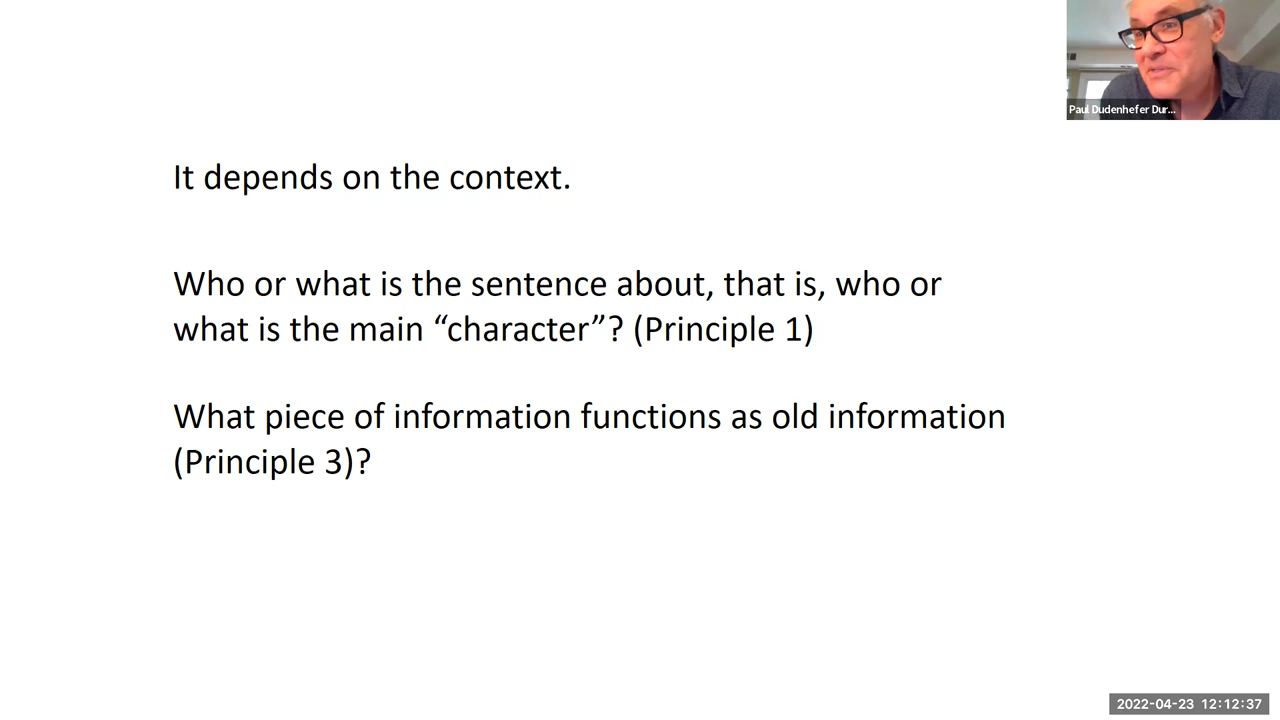 Paul Dudenhefer Dur...
It depends on the context.
Who or what is the sentence about, that is, who or
what is the main “character”? (Principle 1)
What piece of information functions as old information
(Principle 3)?
2022-04-23 12:12:37